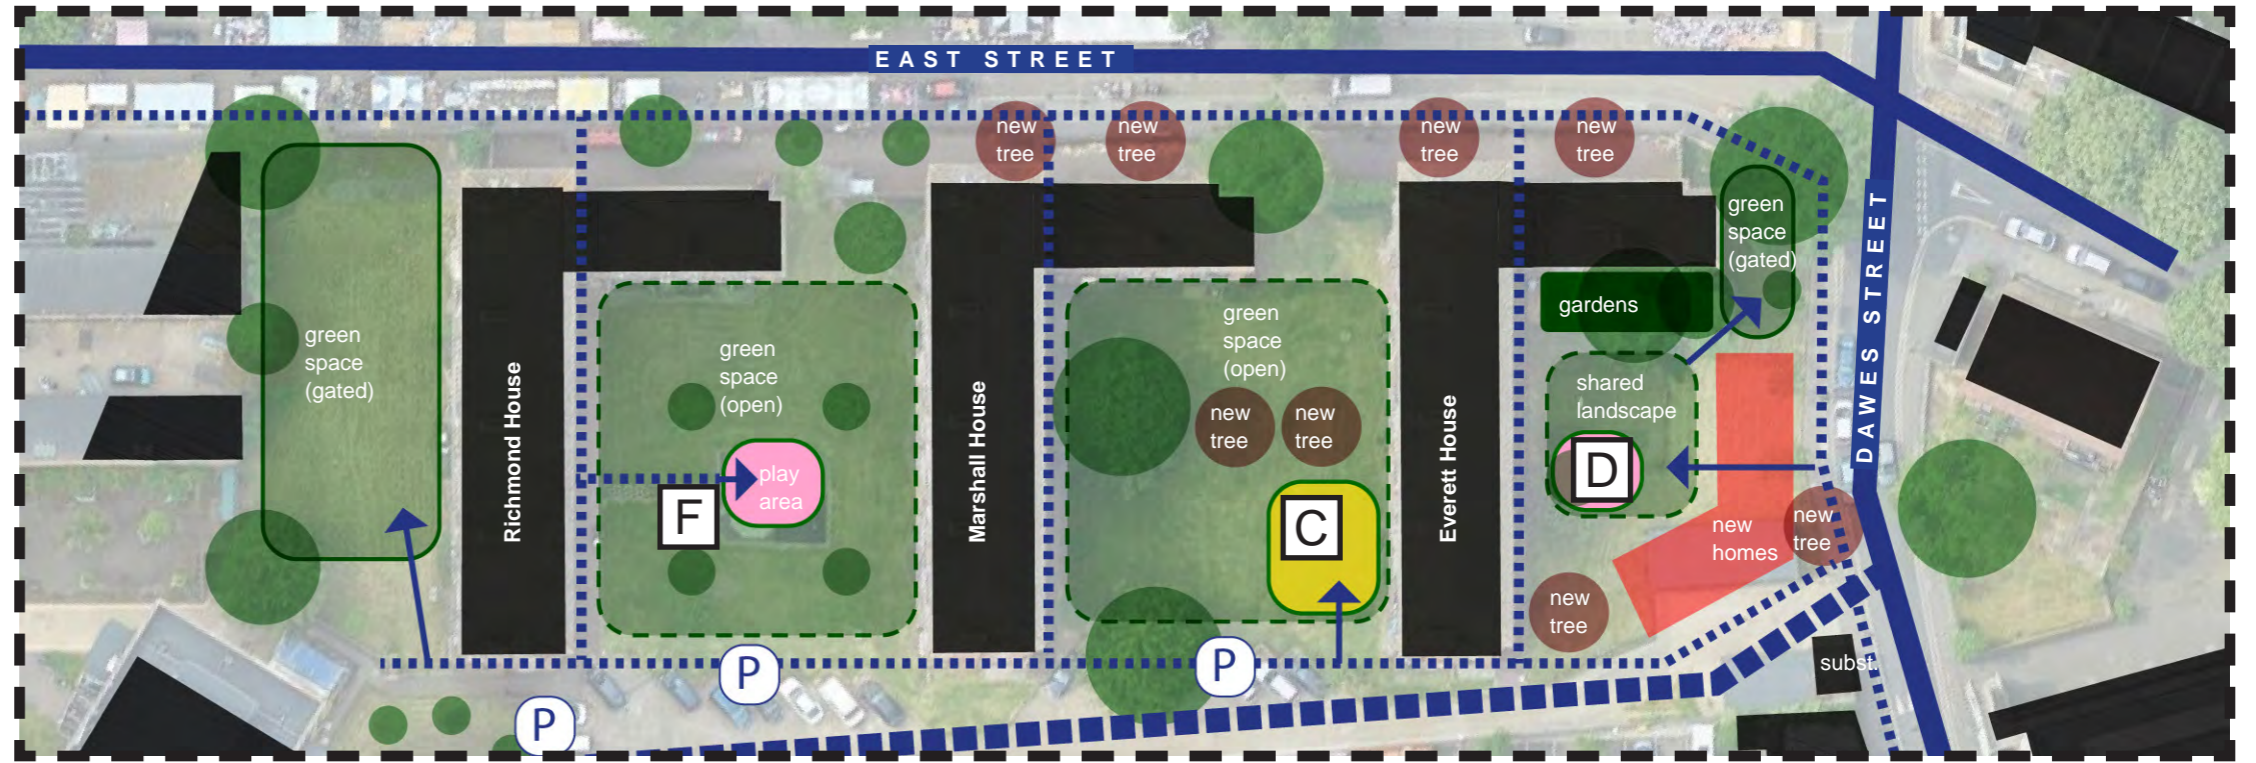 EAST STREET
new
tree
new
tree
new
tree
new
tree
green
space
(gated)
green
space
(gated)
Richmond House
green
space
(open)
play
area
F
Marshall House
green
space
(open)
new
tree
new
tree
C
Everett House
gardens
shared
landscape
D
new
homes
new
tree
new
tree
DAWES STREET
subst.
P
P
P